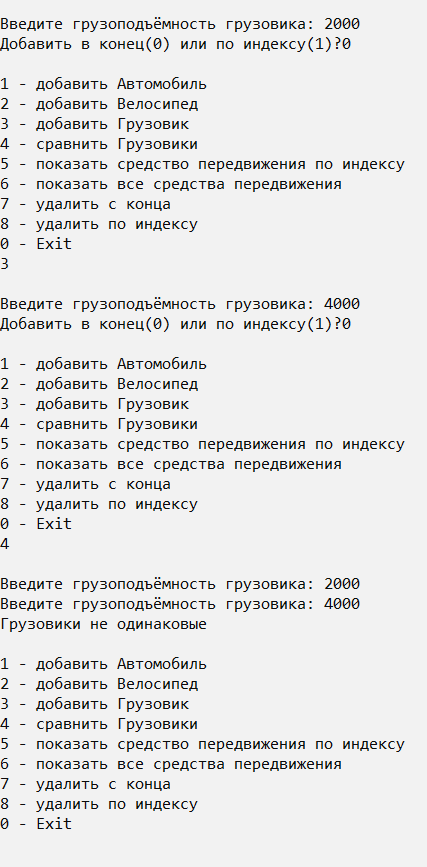 Введите грузоподъёмность грузовика: 2000
Добавить в конец(0) или по индексу(1)?0
1 - добавить Автомобиль
2 - добавить Велосипед
3 - добавить Грузовик
4 - сравнить Грузовики
5 - показать средство передвижения по индексу
6 - показать все средства передвижения
7 - удалить с конца
8 - удалить по индексу
0 - Exit
3
Введите грузоподъёмность грузовика: 4000
Добавить в конец(0) или по индексу(1)?0
1 - добавить Автомобиль
2 - добавить Велосипед
3 - добавить Грузовик
4 - сравнить Грузовики
5 - показать средство передвижения по индексу
6 - показать все средства передвижения
7 - удалить с конца
8 - удалить по индексу
0 - Exit
4
Введите грузоподъёмность грузовика: 2000
Введите грузоподъёмность грузовика: 4000
Грузовики не одинаковые
1 - добавить Автомобиль
2 - добавить Велосипед
3 - добавить Грузовик
4 - сравнить Грузовики
5 - показать средство передвижения по индексу
6 - показать все средства передвижения
7 - удалить с конца
8 - удалить по индексу
0 - Exit